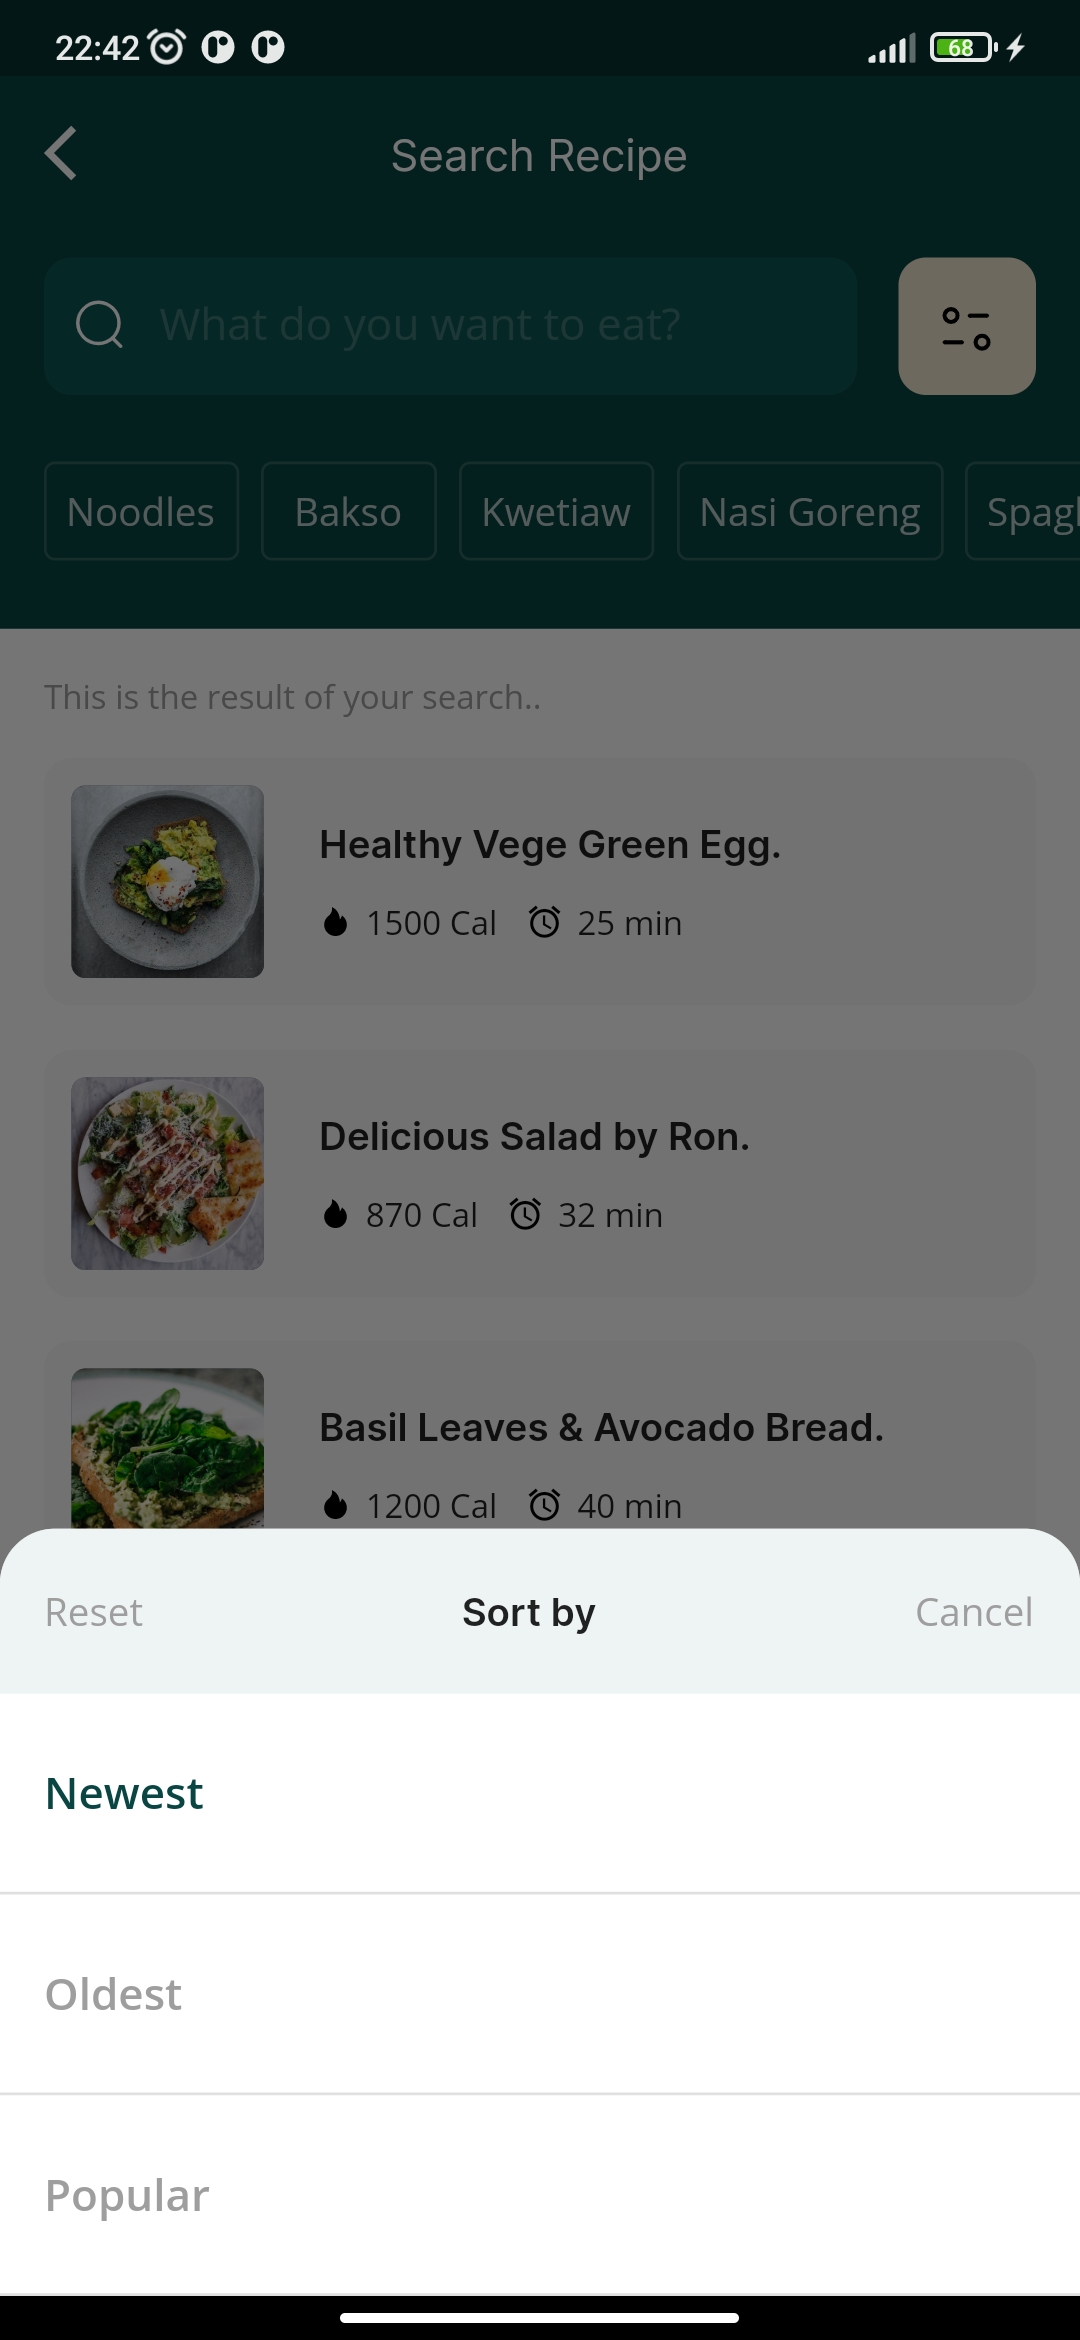 22:42
68
Search Recipe
What do you want to eat?
Noodles Bakso Kwetiaw Nasi Goreng Spagh
This is the result of your search..
Healthy Vege Green Egg.
1500 Cal 25 min
Delicious Salad by Ron.
870 Cal 32 min
Basil Leaves & Avocado Bread.
1200 Cal 40 min
Reset Sort by Cancel
Newest
Oldest
Popular